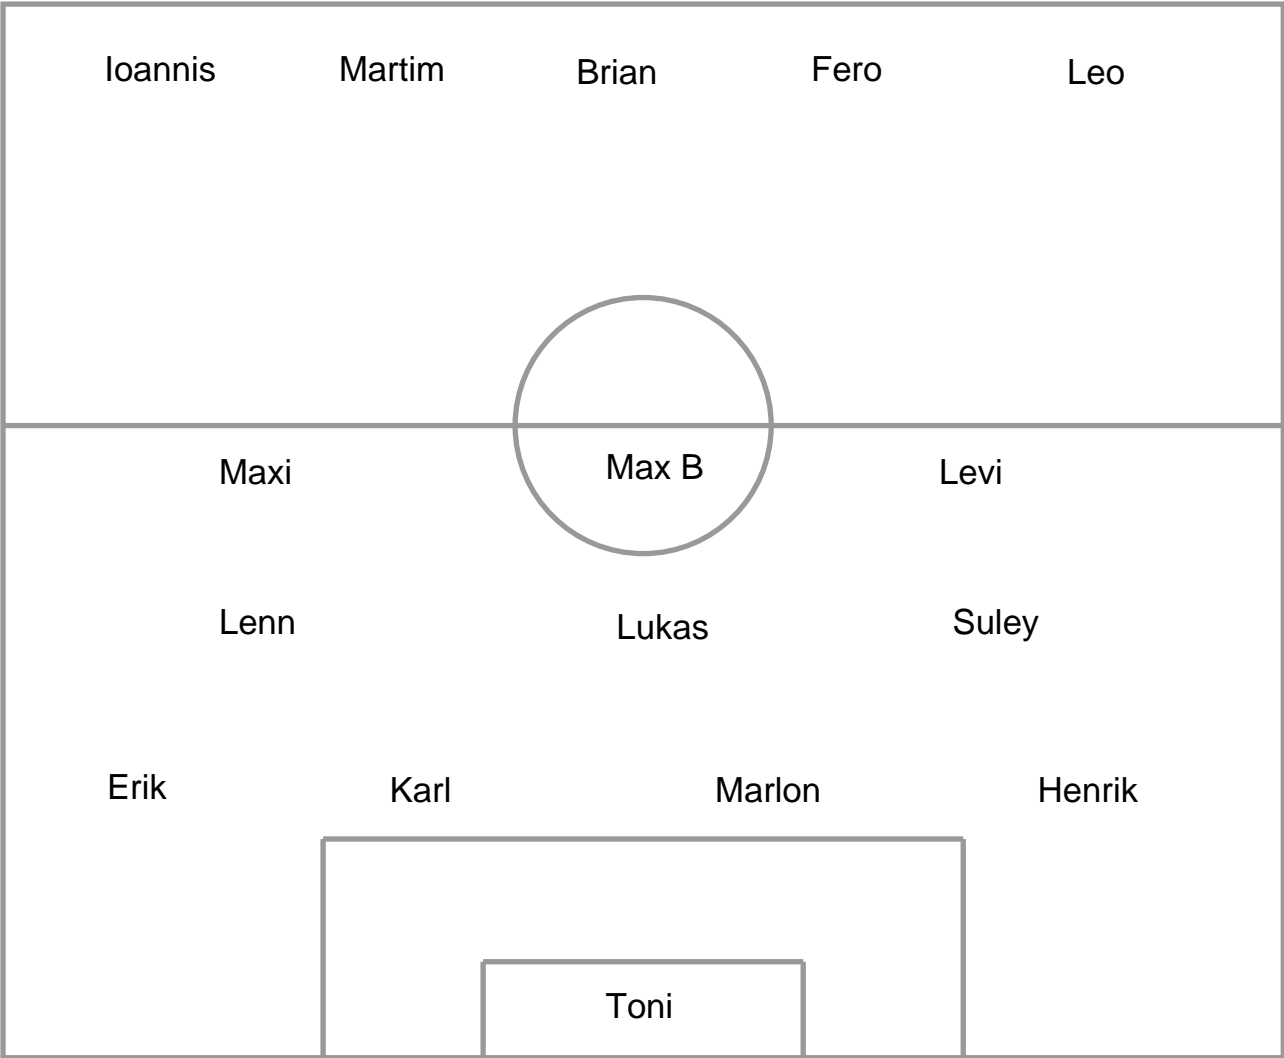 Ioannis Martim Brian Fero Leo
Maxi Max B Levi
Lenn Lukas Suley
Erik Karl Marlon Henrik
Toni